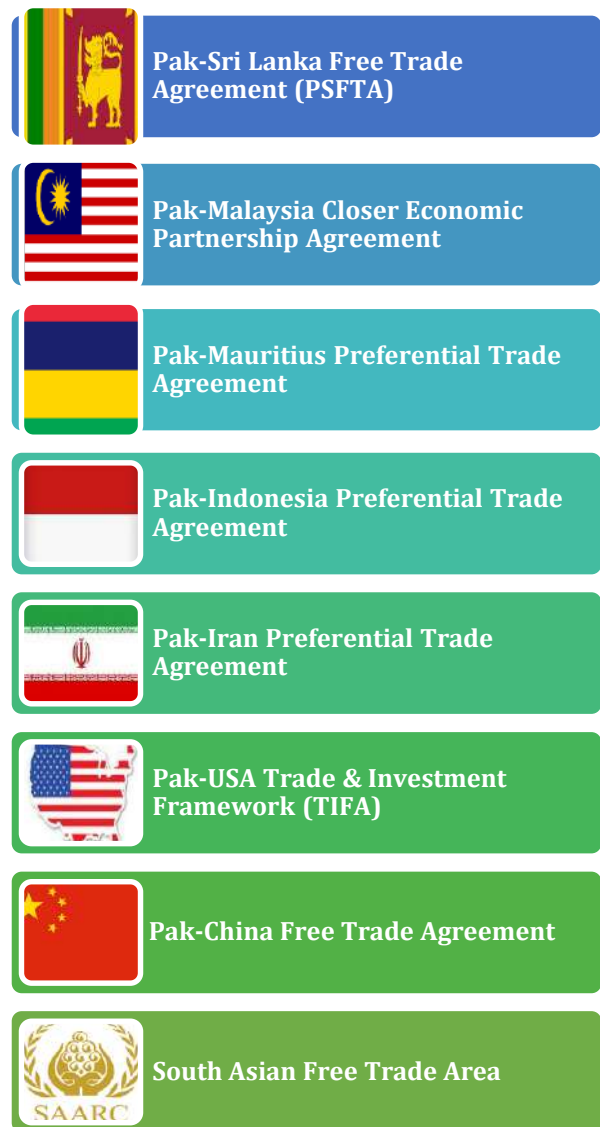 Pak-Sri Lanka Free Trade
Agreement (PSFTA)
Pak-Malaysia Closer Economic
Partnership Agreement
Pak-Mauritius Preferential Trade
Agreement
Pak-Indonesia Preferential Trade
Agreement
Pak-Iran Preferential Trade
Agreement
Pak-USA Trade & Investment
Framework (TIFA)
Pak-China Free Trade Agreement
South Asian Free Trade Area
SAARC